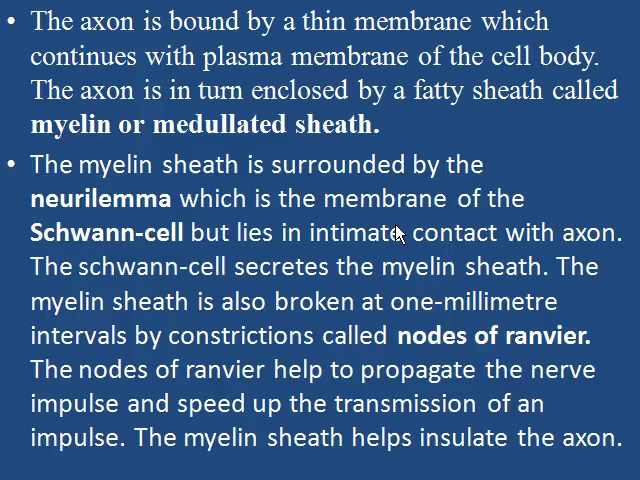 • The axon is bound by a thin membrane which
continues with plasma membrane of the cell body.
The axon is in turn enclosed by a fatty sheath called
myelin or medullated sheath.
• The myelin sheath is surrounded by the
neurilemma which is the membrane of the
Schwann-cell but lies in intimate contact with axon.
The schwann-cell secretes the myelin sheath. The
myelin sheath is also broken at one-millimetre
intervals by constrictions called nodes of ranvier.
The nodes of ranvier help to propagate the nerve
impulse and speed up the transmission of an
impulse. The myelin sheath helps insulate the axon.